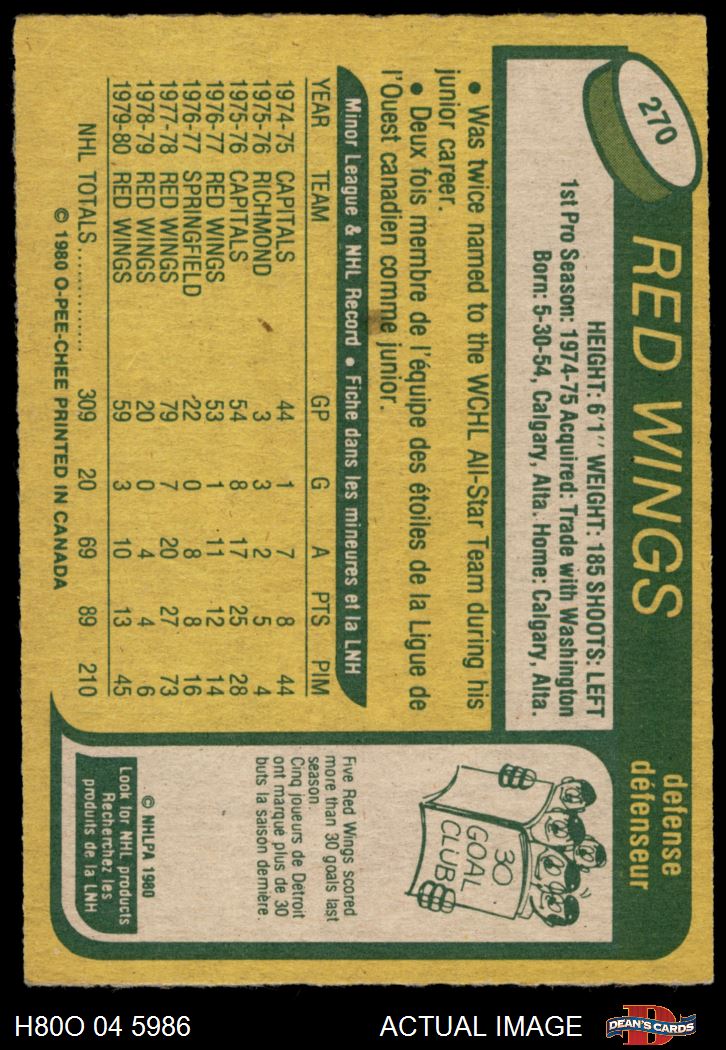 270
RED WINGS
defense
défenseur
HEIGHT: 6'1'' WEIGHT: 185 SHOOTS: LEFT
1st Pro Season: 1974-75 Acquired: Trade with Washington
Born: 5-30-54, Calgary, Alta. Home: Calgary, Alta.
• Was twice named to the WCHL All-Star Team during his
junior career.
• Deux fois membre de l'équipe des étoiles de la Ligue de
l'Ouest canadien comme junior.
Minor League & NHL Record • Fiche dans les mineures et la LNH
YEAR TEAM GP G A PTS PIM
1974-75 CAPITALS 44 1 7 8 44
1975-76 RICHMOND 3 3 2 5 4
1975-76 CAPITALS 54 8 17 25 28
1976-77 RED WINGS 53 1 11 12 14
1976-77 SPRINGFIELD 22 0 8 8 16
1977-78 RED WINGS 79 7 20 27 73
1978-79 RED WINGS 20 0 4 4 6
1979-80 RED WINGS 59 3 10 13 45
NHL TOTALS.............. 309 20 69 89 210
© 1980 O-PEE-CHEE PRINTED IN CANADA
30
GOAL
CLUB
Five Red Wings scored
more than 30 goals last
season.
Cinq joueurs de Détroit
ont marqué plus de 30
buts la saison dernière.
© NHLPA 1980
Look for NHL products
Recherchez les
produits de la LNH
H80O 04 5986
ACTUAL IMAGE
D
DEAN'S CARDS